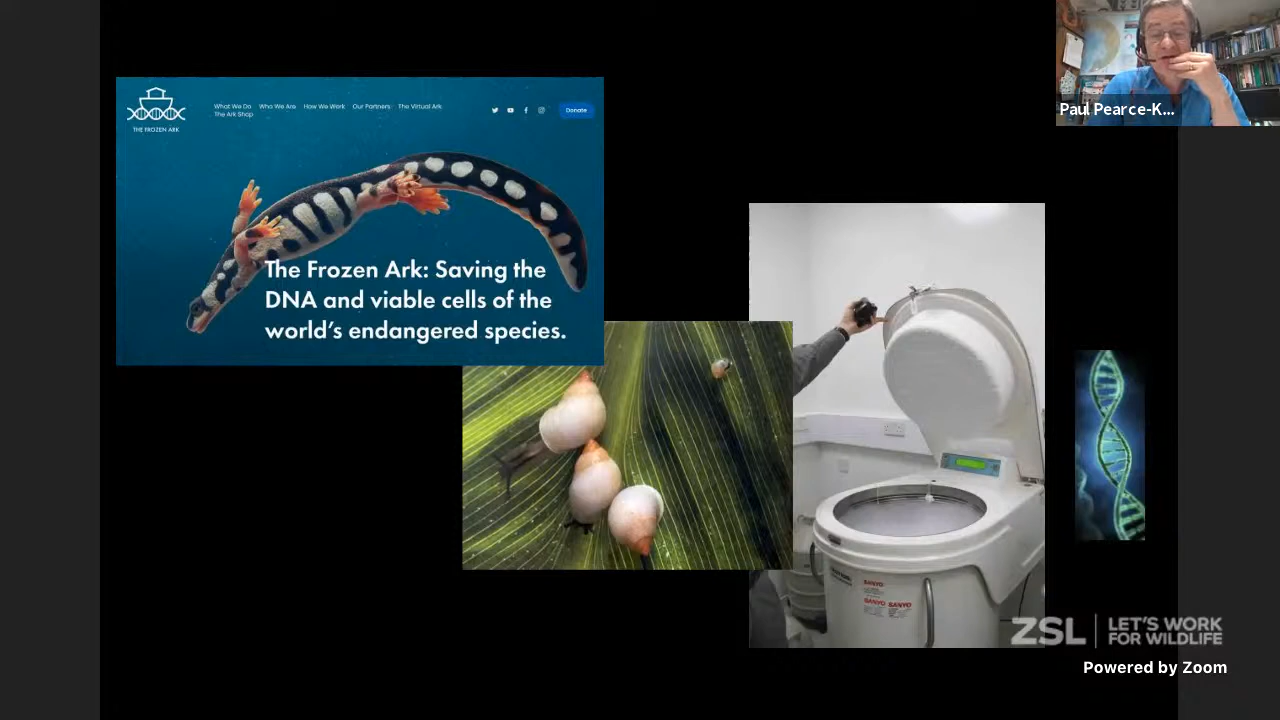 Paul Pearce-K...
THE FROZEN ARK
What We Do Who We Are How We Work Our Partners The Virtual Ark
The Ark Shop
Donate
The Frozen Ark: Saving the
DNA and viable cells of the
world's endangered species.
SANYO
SANYO SANYO
ZSL LET'S WORK
FOR WILDLIFE
Powered by Zoom